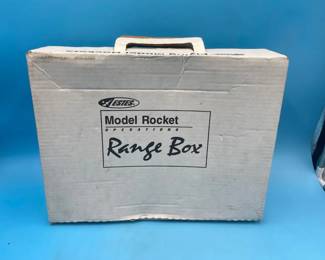 ESTES
Model Rocket
OPERATIONS
Range Box